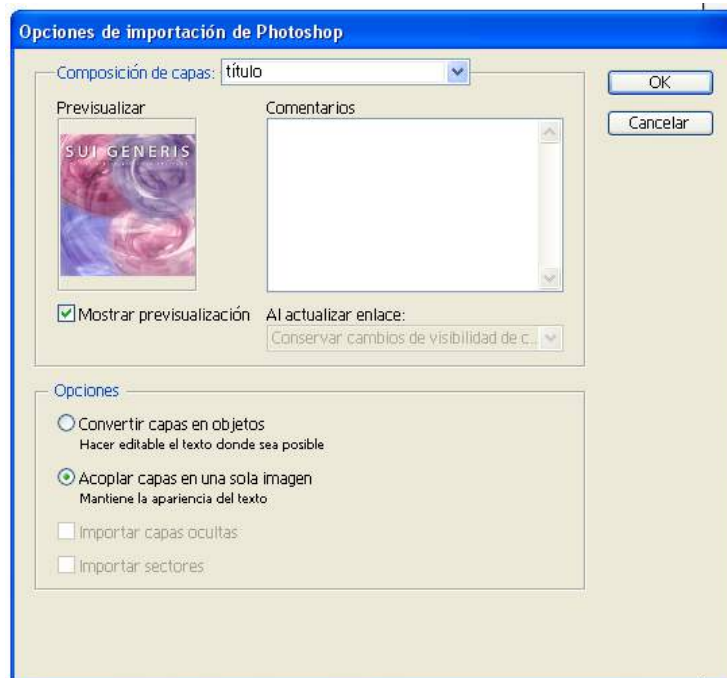 Opciones de importación de Photoshop
Composición de capas: título
OK
Cancelar
Previsualizar
Comentarios
SUI GENERIS
Mostrar previsualización
Al actualizar enlace:
Conservar cambios de visibilidad de c...
Opciones
Convertir capas en objetos
Hacer editable el texto donde sea posible
Acoplar capas en una sola imagen
Mantiene la apariencia del texto
Importar capas ocultas
Importar sectores